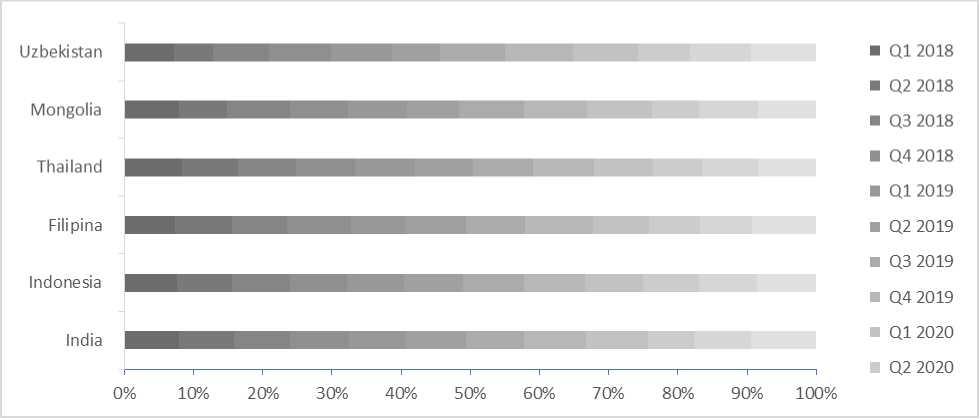 Uzbekistan
Mongolia
Thailand
Filipina
Indonesia
India
0% 10% 20% 30% 40% 50% 60% 70% 80% 90% 100%
Q1 2018
Q2 2018
Q3 2018
Q4 2018
Q1 2019
Q2 2019
Q3 2019
Q4 2019
Q1 2020
Q2 2020